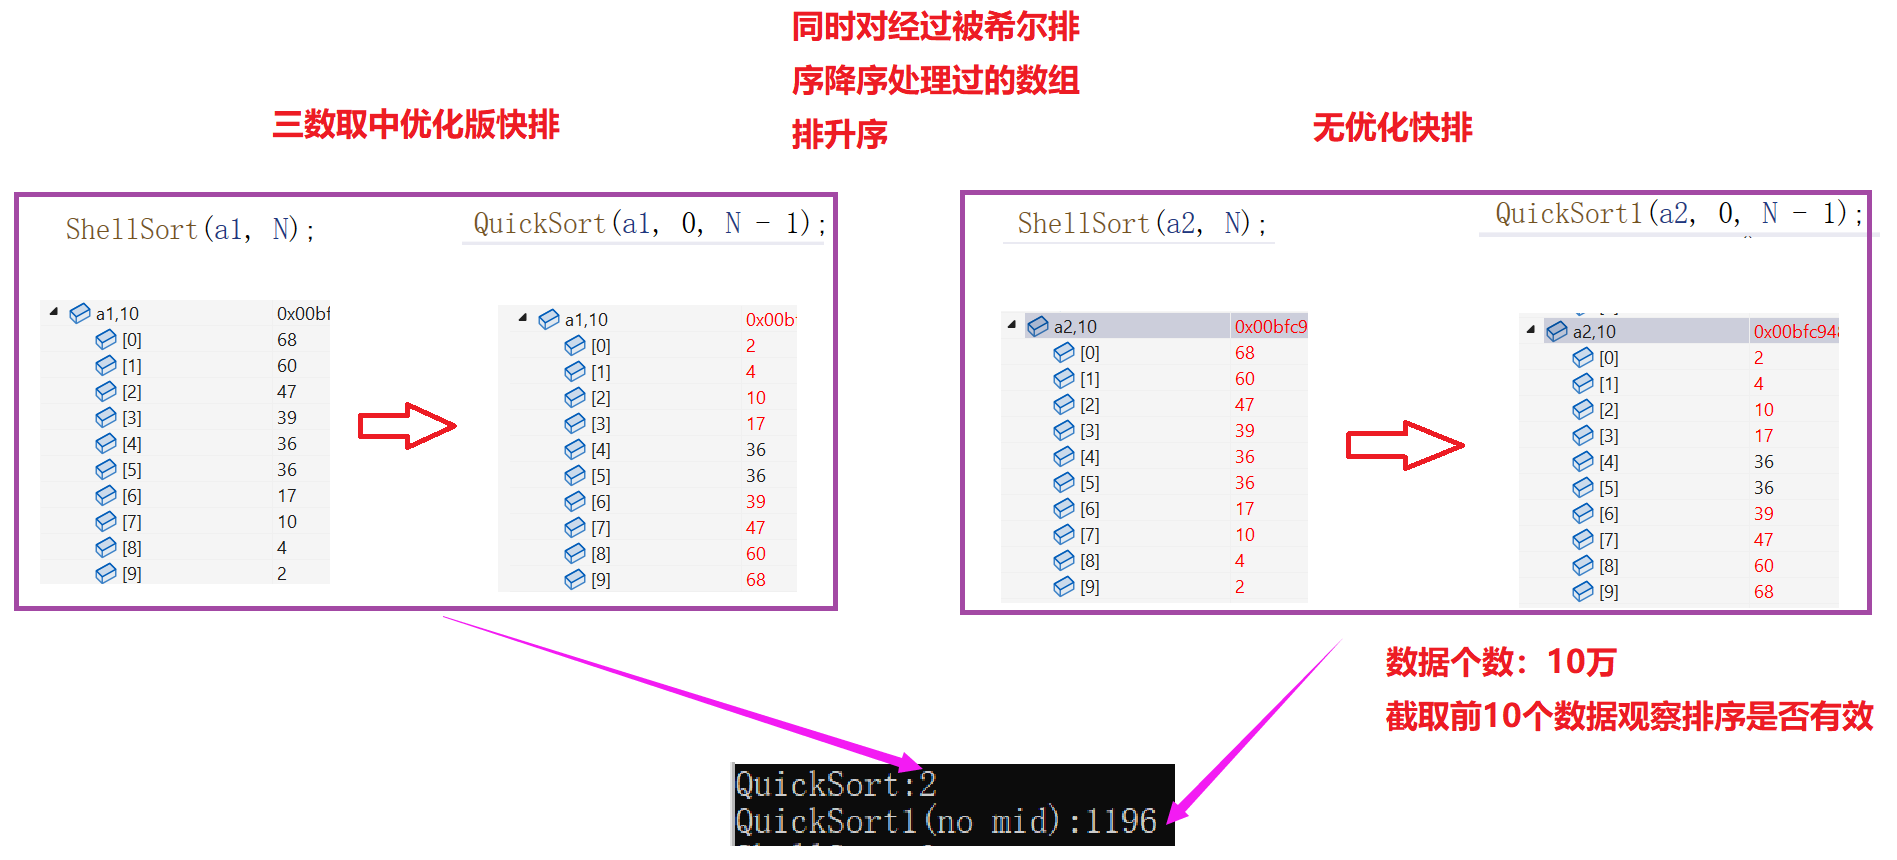 同时对经过被希尔排
序降序处理过的数组
排升序
三数取中优化版快排
无优化快排
ShellSort(a1, N);
QuickSort(a1, 0, N - 1);
a1,10 0x00bf
[0] 68
[1] 60
[2] 47
[3] 39
[4] 36
[5] 36
[6] 17
[7] 10
[8] 4
[9] 2
a1,10 0x00b
[0] 2
[1] 4
[2] 10
[3] 17
[4] 36
[5] 36
[6] 39
[7] 47
[8] 60
[9] 68
ShellSort(a2, N);
QuickSort1(a2, 0, N - 1);
a2,10 0x00bfc9
[0] 68
[1] 60
[2] 47
[3] 39
[4] 36
[5] 36
[6] 17
[7] 10
[8] 4
[9] 2
a2,10 0x00bfc948
[0] 2
[1] 4
[2] 10
[3] 17
[4] 36
[5] 36
[6] 39
[7] 47
[8] 60
[9] 68
数据个数：10万
截取前10个数据观察排序是否有效
QuickSort:2
QuickSort1(no mid):1196